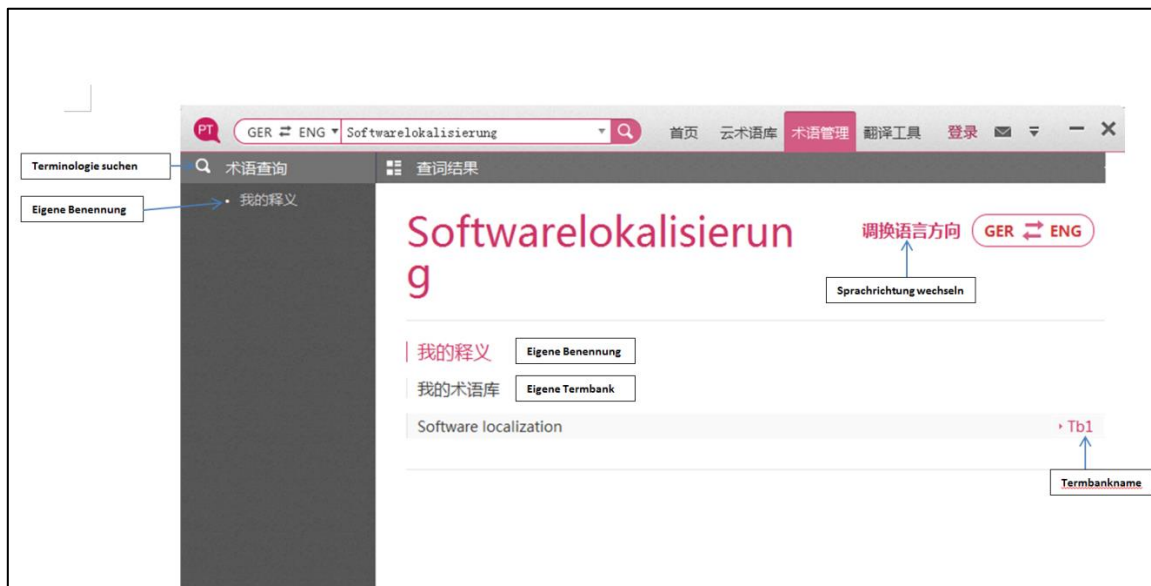 PT GER ⇄ ENG Softwarelokalisierung 首页 云术语库 术语管理 翻译工具 登录
Terminologie suchen 术语查询 查词结果
Eigene Benennung 我的释义
Softwarelokalisierun
g
调换语言方向 GER ⇄ ENG
Sprachrichtung wechseln
我的释义 Eigene Benennung
我的术语库 Eigene Termbank
Software localization Tb1
Termbankname